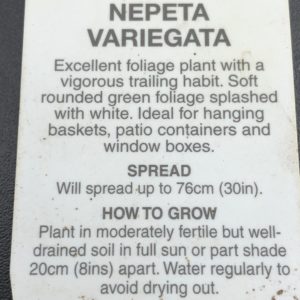 NEPETA
VARIEGATA
Excellent foliage plant with a
vigorous trailing habit. Soft
rounded green foliage splashed
with white. Ideal for hanging
baskets, patio containers and
window boxes.
SPREAD
Will spread up to 76cm (30in).
HOW TO GROW
Plant in moderately fertile but well-
drained soil in full sun or part shade
20cm (8ins) apart. Water regularly to
avoid drying out.